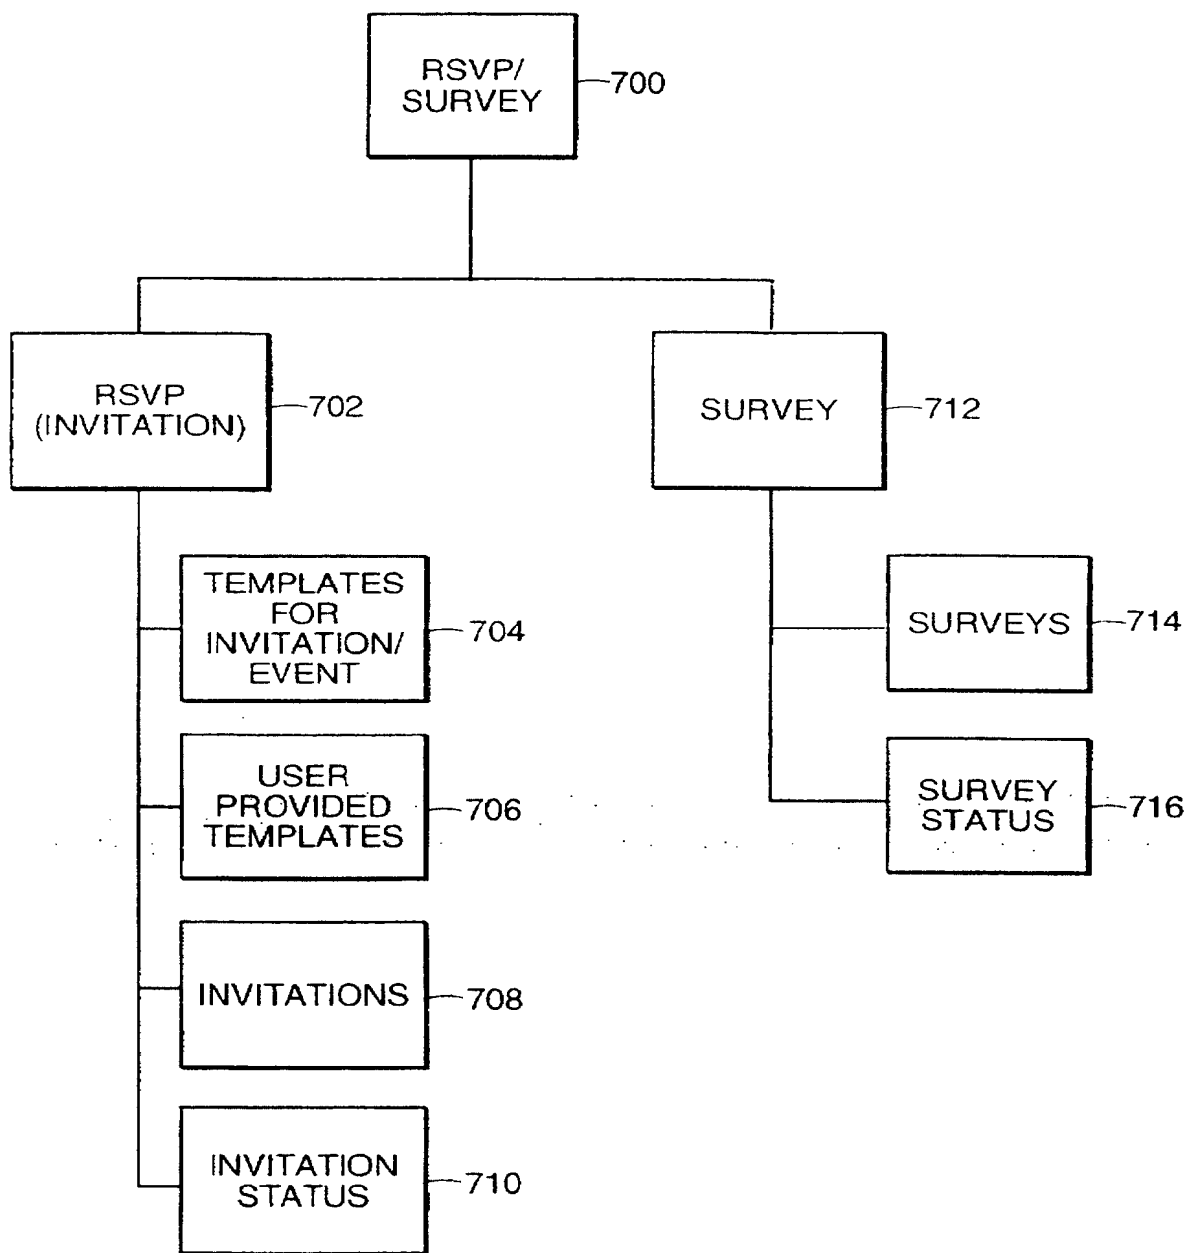 RSVP/
SURVEY
700
RSVP
(INVITATION)
702
SURVEY
712
TEMPLATES
FOR
INVITATION/
EVENT
704
USER
PROVIDED
TEMPLATES
706
INVITATIONS
708
INVITATION
STATUS
710
SURVEYS
714
SURVEY
STATUS
716